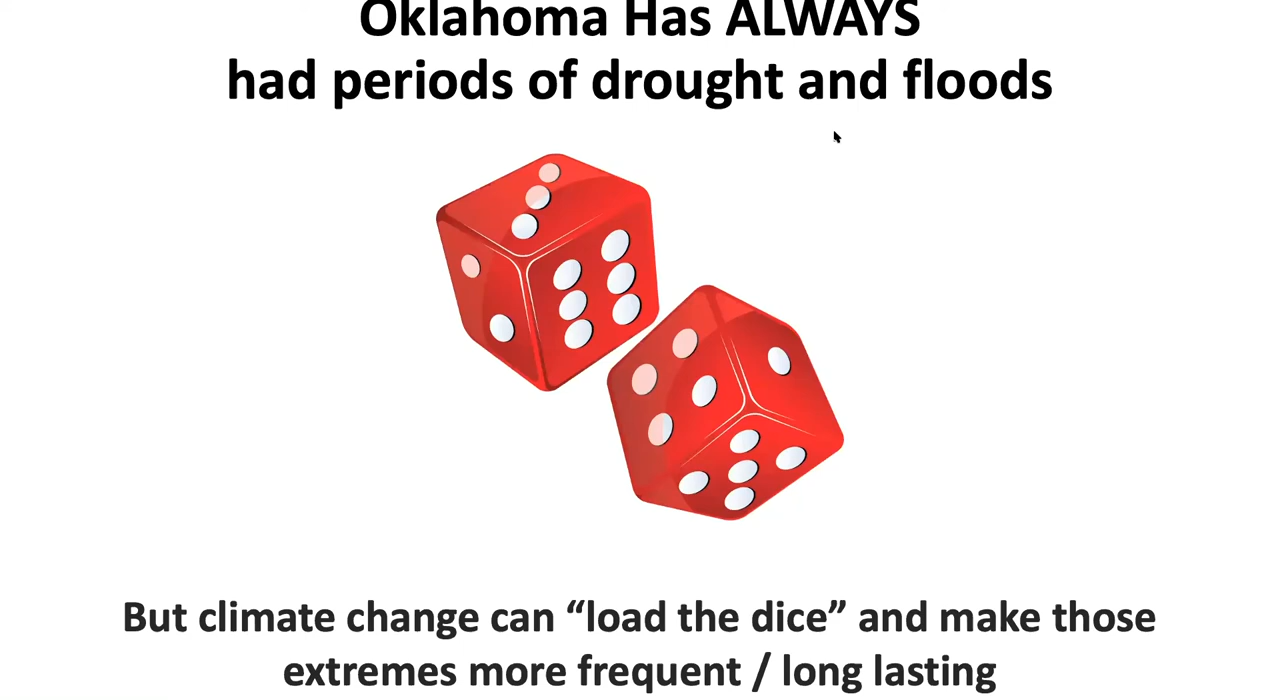 Oklahoma Has ALWAYS
had periods of drought and floods
But climate change can “load the dice” and make those
extremes more frequent / long lasting